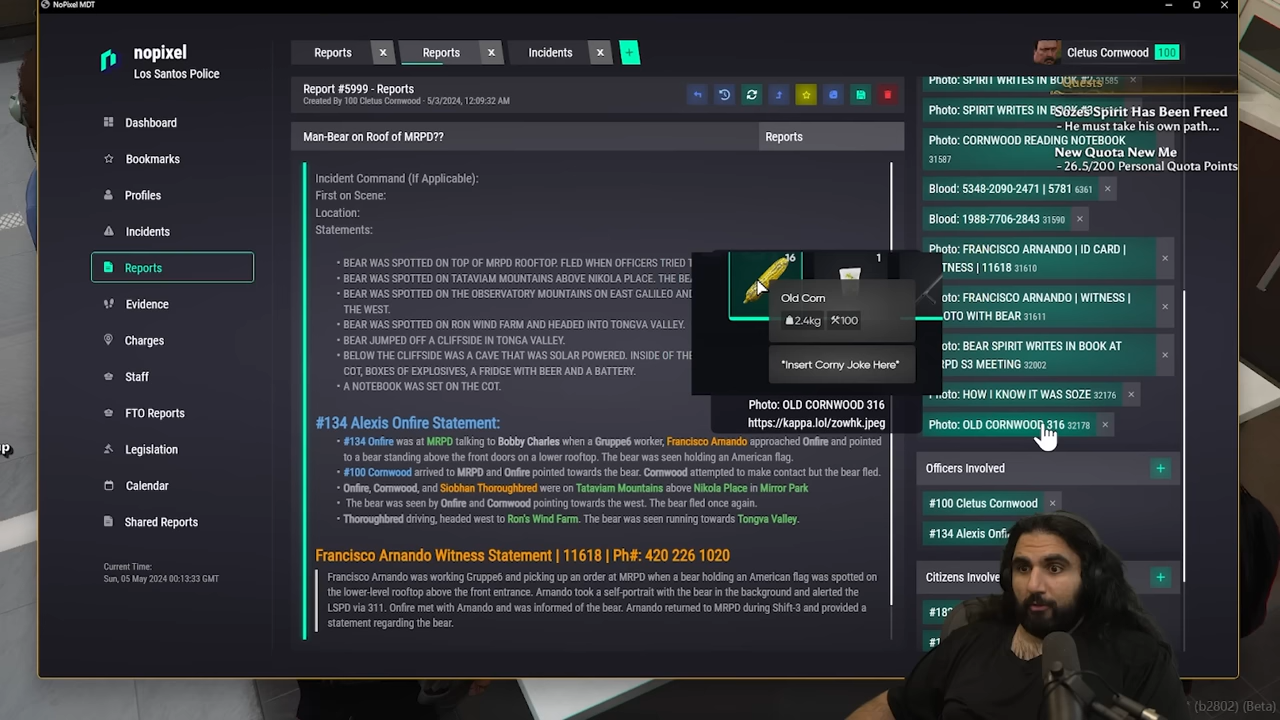 NoPixel MDT
nopixel
Los Santos Police
Reports x
Reports x
Incidents x
+
Cletus Cornwood 100
Dashboard
Bookmarks
Profiles
Incidents
Reports
Evidence
Charges
Staff
FTO Reports
Legislation
Calendar
Shared Reports
Current Time:
Sun, 05 May 2024 00:13:33 GMT
Report #5999 - Reports
Created By 100 Cletus Cornwood - 5/3/2024, 12:09:32 AM
Man-Bear on Roof of MRPD??
Reports
Incident Command (If Applicable):
First on Scene:
Location:
Statements:
• BEAR WAS SPOTTED ON TOP OF MRPD ROOFTOP. FLED WHEN OFFICERS TRIED
• BEAR WAS SPOTTED ON TATAVIAM MOUNTAINS ABOVE NIKOLA PLACE. THE
• BEAR WAS SPOTTED ON THE OBSERVATORY MOUNTAINS ON EAST GALILEO AND
THE WEST.
• BEAR WAS SPOTTED ON RON WIND FARM AND HEADED INTO TONGVA VALLEY.
• BEAR JUMPED OFF A CLIFFSIDE IN TONGA VALLEY.
• BELOW THE CLIFFSIDE WAS A CAVE THAT WAS SOLAR POWERED. INSIDE OF THE
COT, BOXES OF EXPLOSIVES, A FRIDGE WITH BEER AND A BATTERY.
• A NOTEBOOK WAS SET ON THE COT.
#134 Alexis Onfire Statement:
• #134 Onfire was at MRPD talking to Bobby Charles when a Gruppe6 worker, Francisco Arnando approached Onfire and pointed
to a bear standing above the front doors on a lower rooftop. The bear was seen holding an American flag.
• #100 Cornwood arrived to MRPD and Onfire pointed towards the bear. Cornwood attempted to make contact but the bear fled.
• Onfire, Cornwood, and Siobhan Thoroughbred were on Tataviam Mountains above Nikola Place in Mirror Park
• The bear was seen by Onfire and Cornwood pointing towards the west. The bear fled once again.
• Thoroughbred driving, headed west to Ron's Wind Farm. The bear was seen running towards Tongva Valley.
Francisco Arnando Witness Statement | 11618 | Ph#: 420 226 1020
Francisco Arnando was working Gruppe6 and picking up an order at MRPD when a bear holding an American flag was spotted
on the lower-level rooftop above the front entrance. Arnando took a self-portrait with the bear in the background and alerted the
LSPD via 311. Onfire met with Arnando and was informed of the bear. Arnando returned to MRPD during Shift-3 and provided a
statement regarding the bear.
16
1
Old Corn
2.4kg 100
*Insert Corny Joke Here*
Photo: OLD CORNWOOD 316
https://kappa.lol/zowhk.jpeg
Photo: SPIRIT WRITES IN BOOK #2 31585 ×
Photo: SPIRIT WRITES IN BOOK
Photo: CORNWOOD READING NOTEBOOK
31587
Blood: 5348-2090-2471 | 5781 6361 ×
Blood: 1988-7706-2843 31590 ×
Photo: FRANCISCO ARNANDO | ID CARD |
ITNESS | 11618 31610 ×
Photo: FRANCISCO ARNANDO | WITNESS |
OTO WITH BEAR 31611 ×
Photo: BEAR SPIRIT WRITES IN BOOK AT
RPD S3 MEETING 32002 ×
Photo: HOW I KNOW IT WAS SOZE 32176 ×
Photo: OLD CORNWOOD 316 32178 ×
Officers Involved +
#100 Cletus Cornwood ×
#134 Alexis Onfi
Citizens Involve +
#18
#1
Quests
Sozes Spirit Has Been Freed
- He must take his own path...
New Quota New Me
- 26.5/200 Personal Quota Points
(b2802) (Beta)